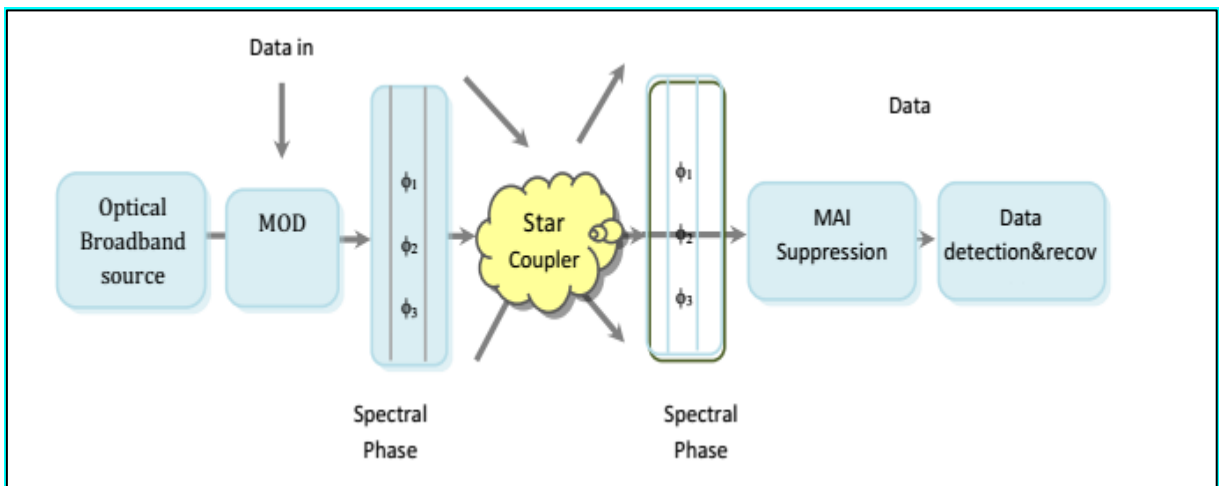 Data in
Optical
Broadband
source
MOD
ϕ1
ϕ2
ϕ3
Spectral
Phase
Star
Coupler
ϕ1
ϕ2
ϕ3
Spectral
Phase
MAI
Suppression
Data
Data
detection&recov